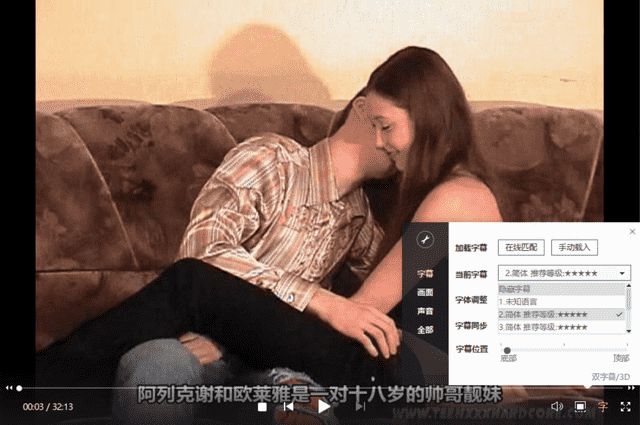 加载字幕 在线匹配 手动载入
字幕 当前字幕 2.简体 推荐等级:★★★★★
隐藏字幕
画面 字体调整 1.未知语言
声音 2.简体 推荐等级:★★★★★
全部 字幕同步 3.简体 推荐等级:★★★★★
字幕位置
底部 顶部
双字幕/3D
阿列克谢和欧莱雅是一对十八岁的帅哥靓妹
00:03 / 32:13 字
WWW.TEENXXXHARDCORE.COM